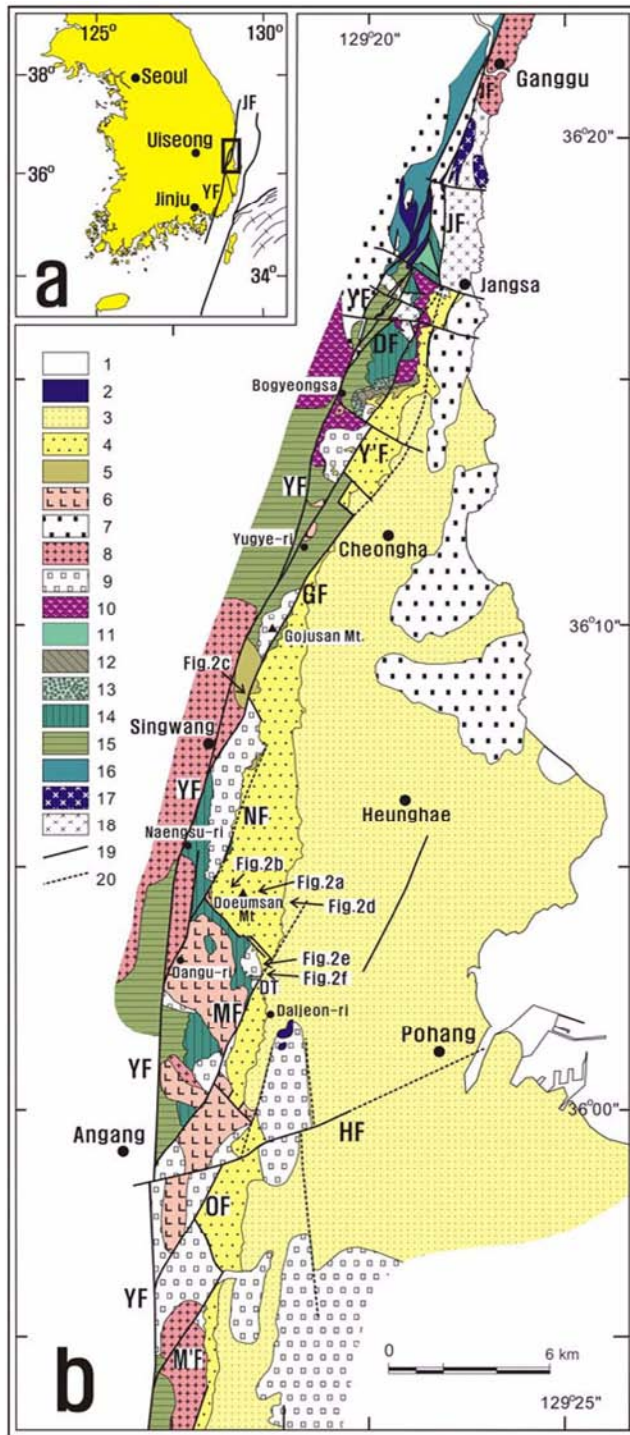 125° 130°
38°
Seoul
JF
Uiseong
36°
YF
Jinju
34°
a
129°20'
Ganggu
JF
36°20'
JF
Jangsa
YF
DF
Bogyeongsa
Y'F
YF
Yugye-ri
Cheongha
GF
Gojusan Mt.
36°10'
Fig.2c
Singwang
YF
Heunghae
Naengsu-ri
NF
Fig.2b
Fig.2a
Doeumsan
Mt
Fig.2d
Fig.2e
Dangu-ri
Fig.2f
DT
MF
Daljeon-ri
Pohang
YF
36°00'
Angang
HF
OF
YF
M'F
0 6 km
129°25'
b
1
2
3
4
5
6
7
8
9
10
11
12
13
14
15
16
17
18
19
20